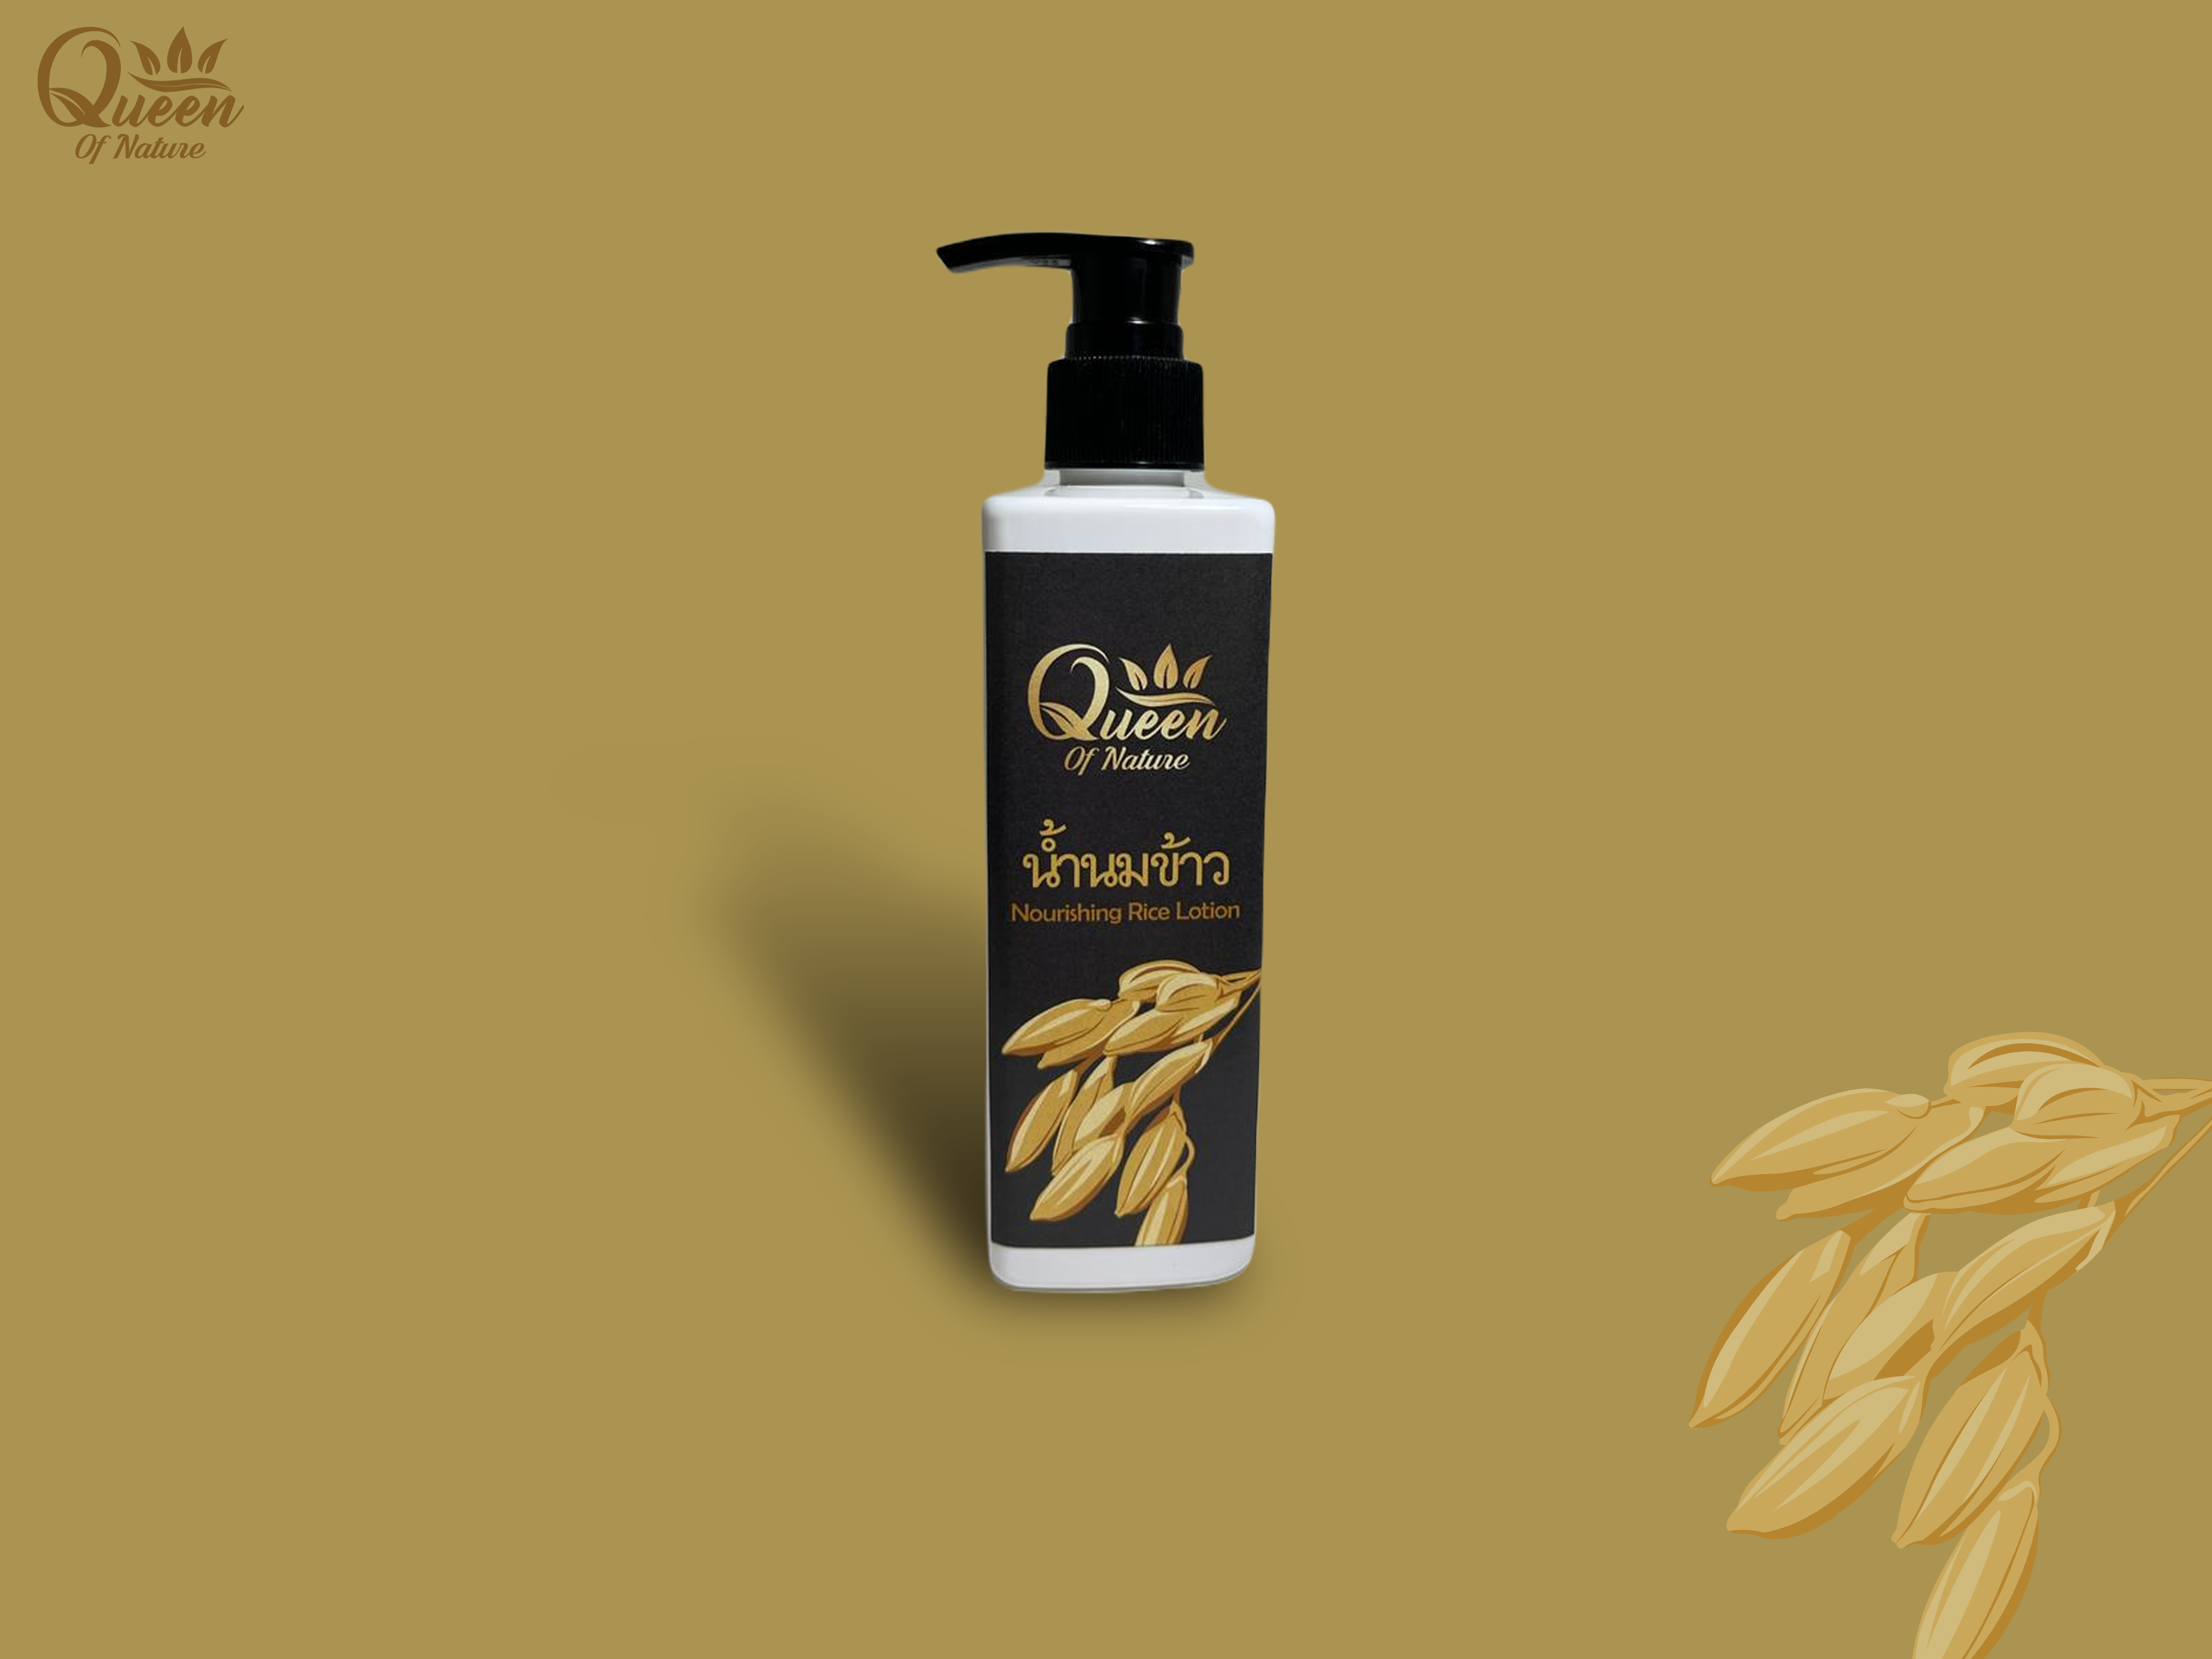 Queen
Of Nature
Queen
Of Nature
น้ำนมข้าว
Nourishing Rice Lotion